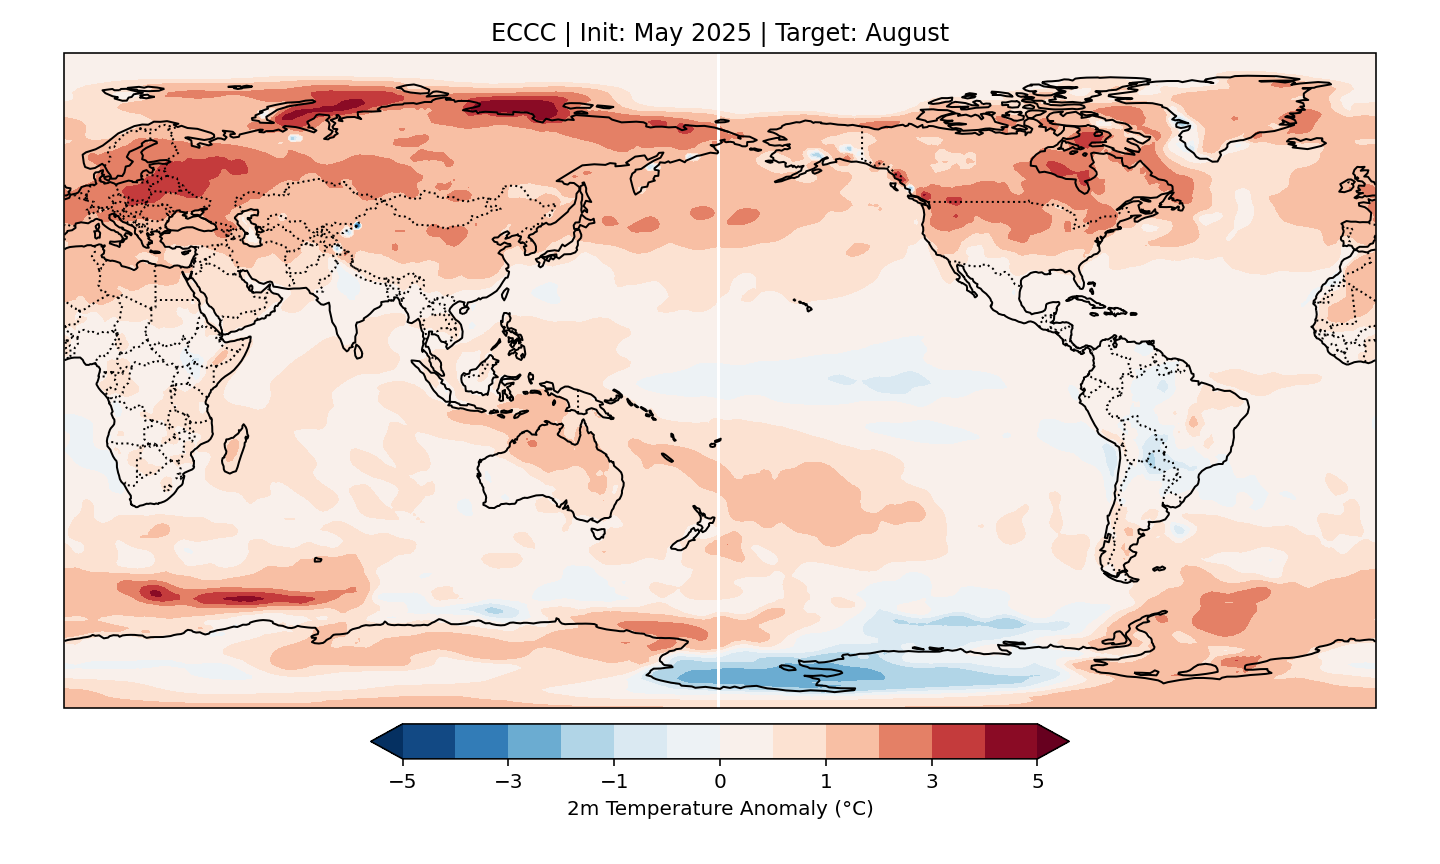 ECCC | Init: May 2025 | Target: August
−5 −3 −1 0 1 3 5
2m Temperature Anomaly (°C)